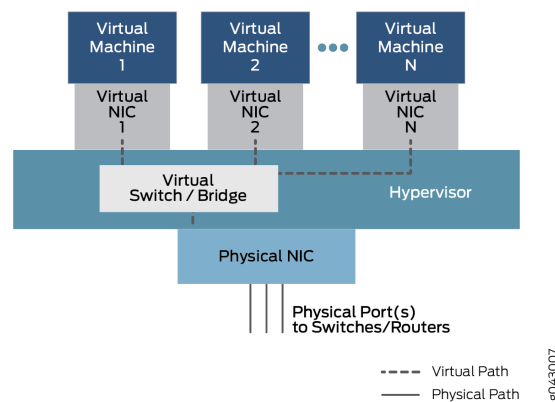 Virtual
Machine
1
Virtual
Machine
2
Virtual
Machine
N
Virtual
NIC
1
Virtual
NIC
2
Virtual
NIC
N
Virtual
Switch / Bridge
Hypervisor
Physical NIC
Physical Port(s)
to Switches/Routers
Virtual Path
Physical Path
g043007